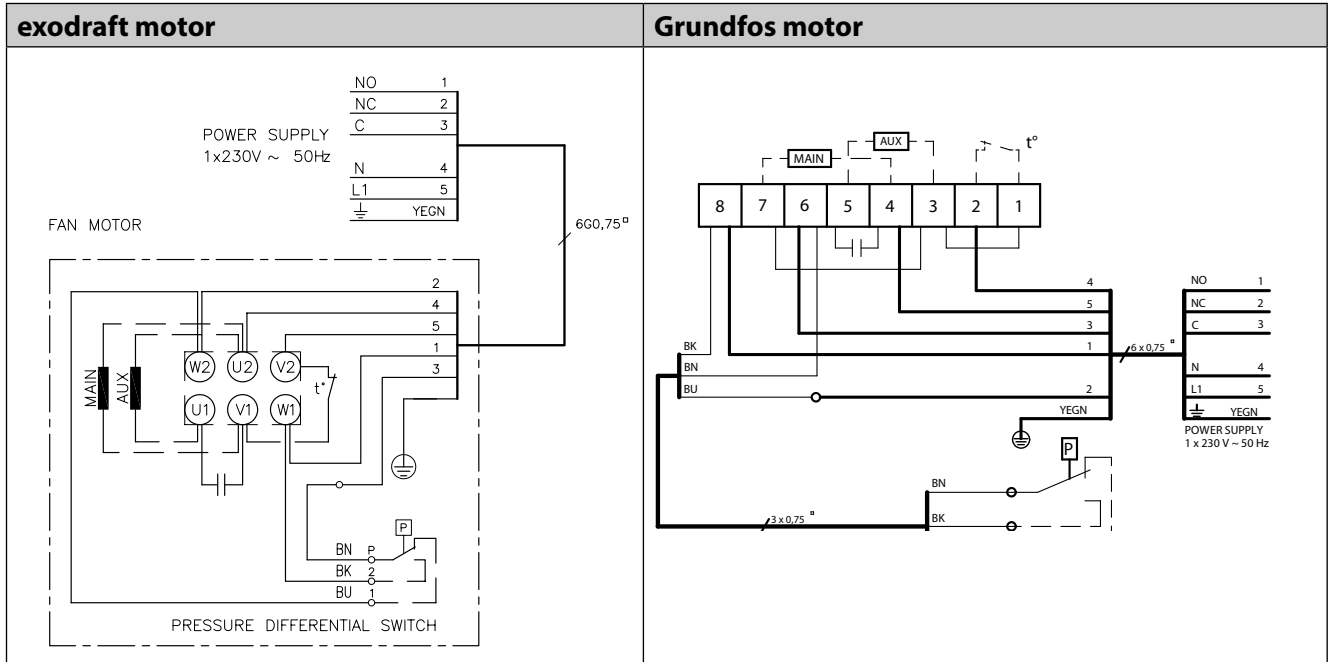 exodraft motor
Grundfos motor
NO 1
NC 2
C 3
POWER SUPPLY
1x230V ~ 50Hz
N 4
L1 5
YEGN
6G0,75□
FAN MOTOR
2
4
5
1
3
MAIN
AUX
W2 U2 V2
t°
U1 V1 W1
P
BN P
BK 2
BU 1
PRESSURE DIFFERENTIAL SWITCH
AUX
t°
MAIN
8 7 6 5 4 3 2 1
4
5
3
1
2
YEGN
BK
BN
BU
6 x 0,75 □
NO 1
NC 2
C 3
N 4
L1 5
YEGN
POWER SUPPLY
1 x 230 V ~ 50 Hz
P
BN
BK
3 x 0,75 □